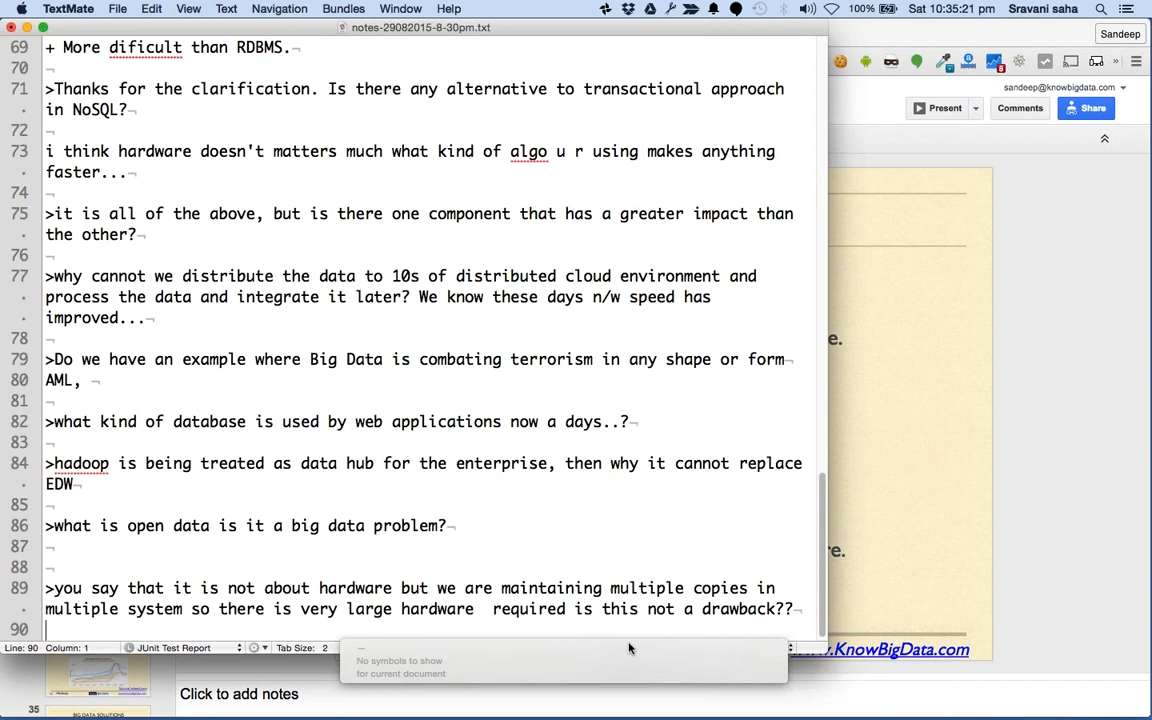 TextMate File Edit View Text Navigation Bundles Window Help 100% Sat 10:35:21 pm Sravani saha
notes-29082015-8-30pm.txt
Sandeep
69 + More dificult than RDBMS.¬
70 ¬
71 >Thanks for the clarification. Is there any alternative to transactional approach
· in NoSQL?¬
72 ¬
73 i think hardware doesn't matters much what kind of algo u r using makes anything
· faster...¬
74 ¬
75 >it is all of the above, but is there one component that has a greater impact than
· the other?¬
76 ¬
77 >why cannot we distribute the data to 10s of distributed cloud environment and
· process the data and integrate it later? We know these days n/w speed has
· improved...¬
78 ¬
79 >Do we have an example where Big Data is combating terrorism in any shape or form¬
80 AML, ¬
81 ¬
82 >what kind of database is used by web applications now a days..?¬
83 ¬
84 >hadoop is being treated as data hub for the enterprise, then why it cannot replace
· EDW¬
85 ¬
86 >what is open data is it a big data problem?¬
87 ¬
88 ¬
89 >you say that it is not about hardware but we are maintaining multiple copies in
· multiple system so there is very large hardware  required is this not a drawback??¬
90
Line: 90 Column: 1 JUnit Test Report Tab Size: 2 —
No symbols to show
for current document
8
sandeep@knowbigdata.com
Present Comments Share
e.
re.
.KnowBigData.com
Click to add notes
35
BIG DATA SOLUTIONS